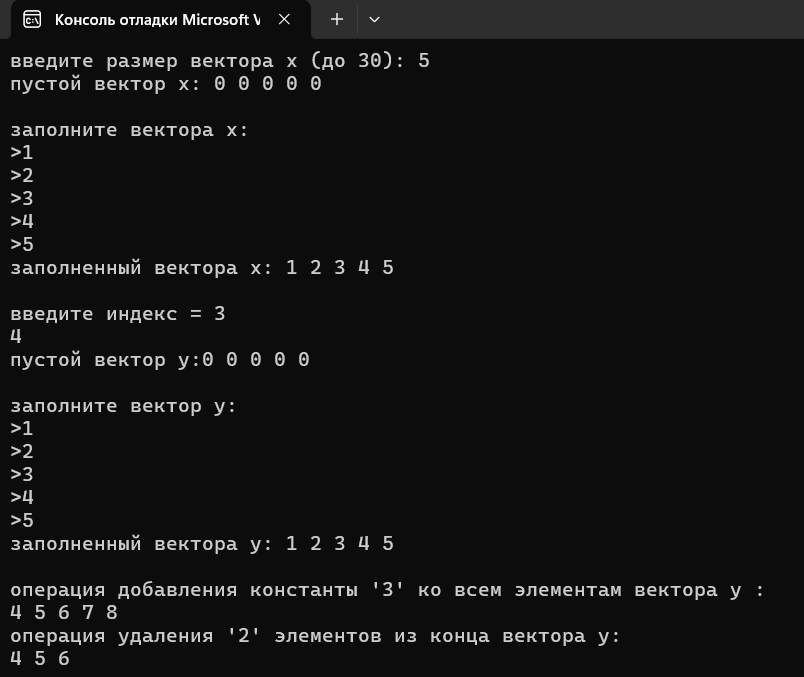 Консоль отладки Microsoft V
введите размер вектора x (до 30): 5
пустой вектор x: 0 0 0 0 0
заполните вектора x:
>1
>2
>3
>4
>5
заполненный вектора x: 1 2 3 4 5
введите индекс = 3
4
пустой вектор y:0 0 0 0 0
заполните вектор y:
>1
>2
>3
>4
>5
заполненный вектора y: 1 2 3 4 5
операция добавления константы '3' ко всем элементам вектора y :
4 5 6 7 8
операция удаления '2' элементов из конца вектора y:
4 5 6